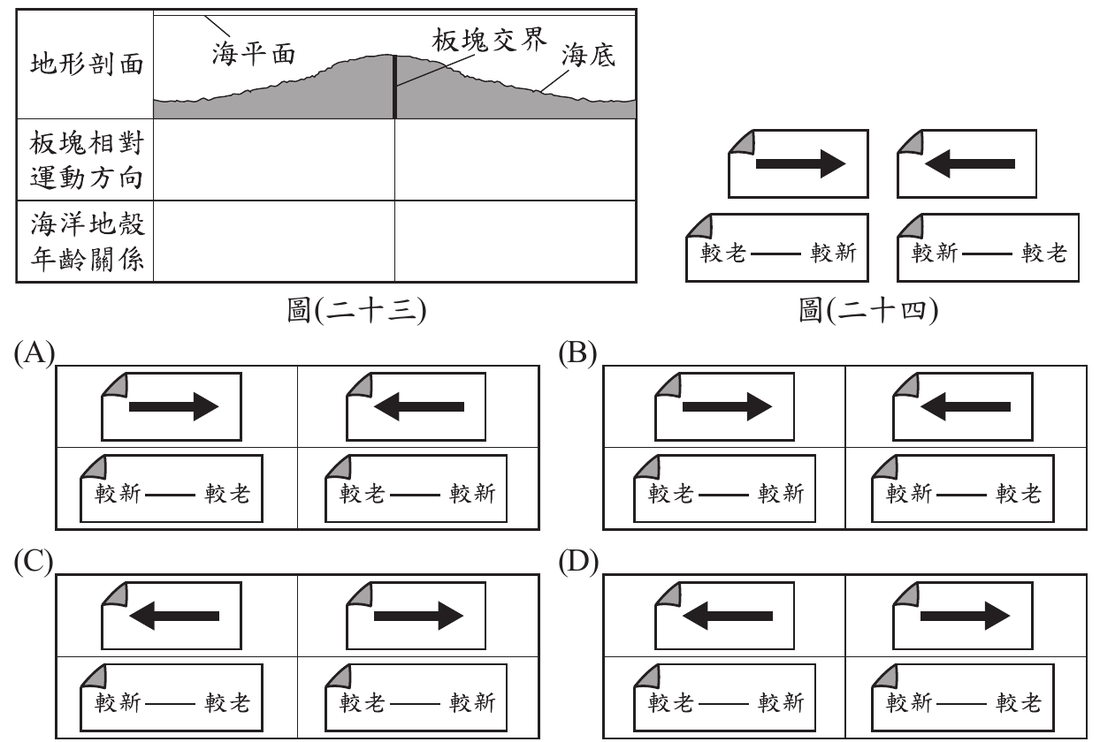 地形剖面
海平面
板塊交界
海底
板塊相對
運動方向
海洋地殼
年齡關係
圖(二十三)
較老 較新
較新 較老
圖(二十四)
(A)
較新 較老
較老 較新
(B)
較老 較新
較新 較老
(C)
較新 較老
較老 較新
(D)
較老 較新
較新 較老